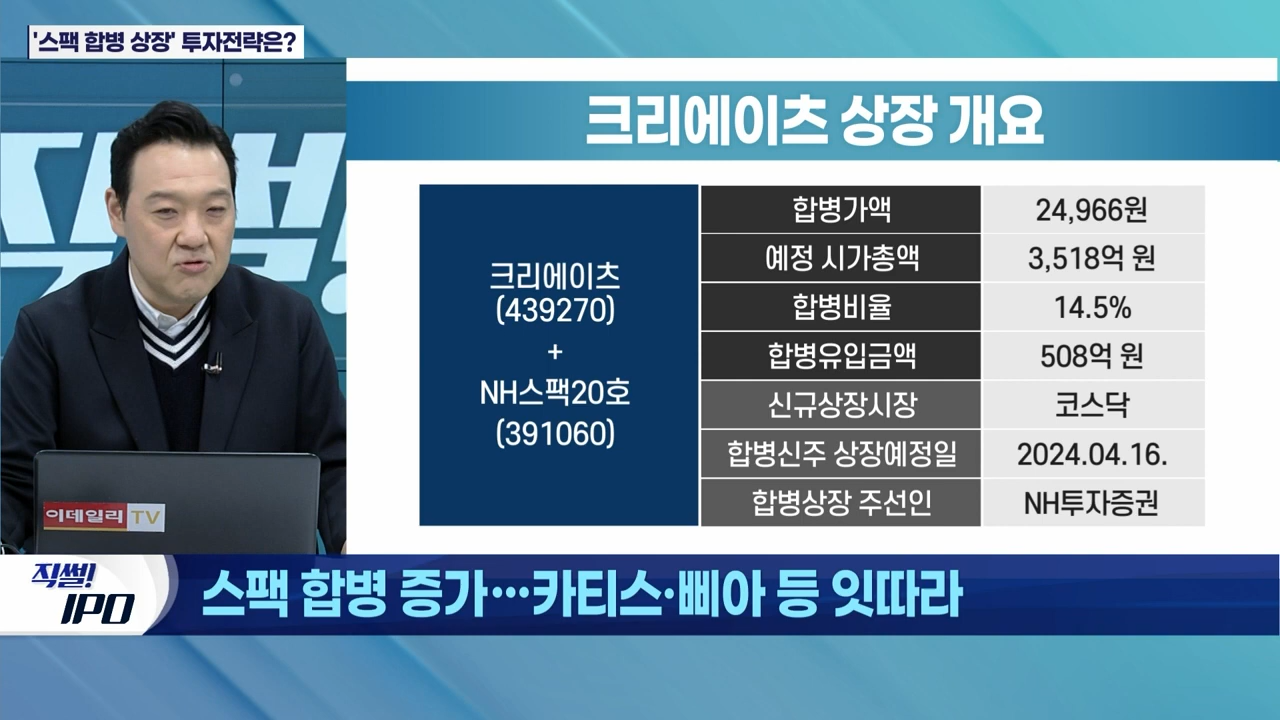 '스팩 합병 상장' 투자전략은?
크리에이츠 상장 개요
크리에이츠
(439270)
+
NH스팩20호
(391060)
합병가액 24,966원
예정 시가총액 3,518억 원
합병비율 14.5%
합병유입금액 508억 원
신규상장시장 코스닥
합병신주 상장예정일 2024.04.16.
합병상장 주선인 NH투자증권
이데일리TV
직썰!
IPO
스팩 합병 증가…카티스·삐아 등 잇따라